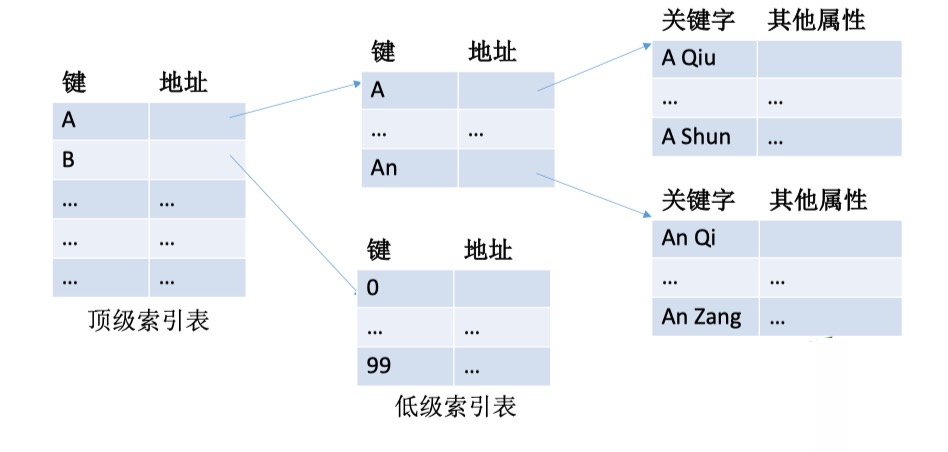 键 地址
A
B
... ...
... ...
... ...
顶级索引表
键 地址
A
... ...
An
键 地址
0
... ...
99 ...
低级索引表
关键字 其他属性
A Qiu
... ...
A Shun ...
关键字 其他属性
An Qi
... ...
An Zang ...